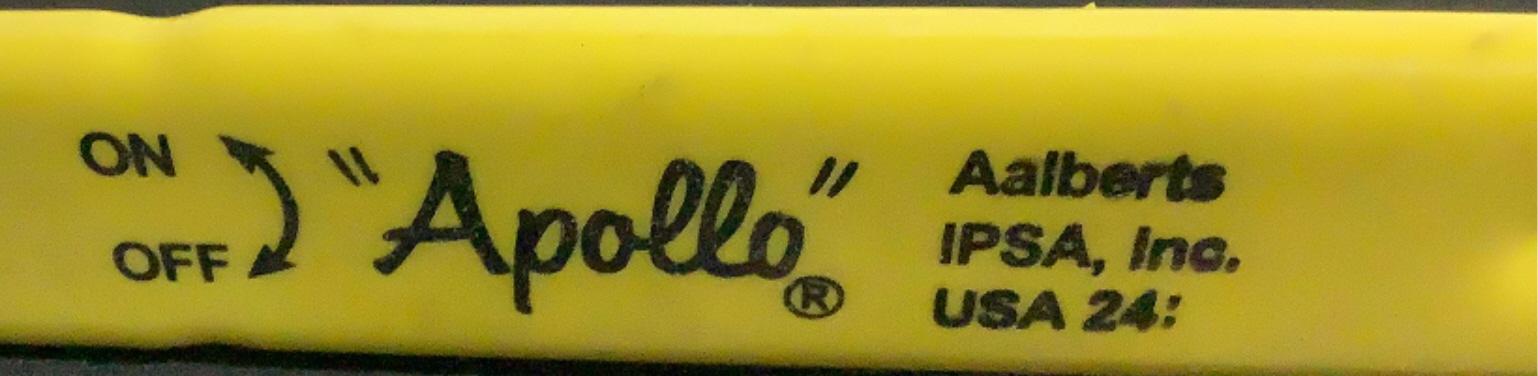 ON
OFF
"Apollo"®
Aalberts
IPSA, Inc.
USA 24: